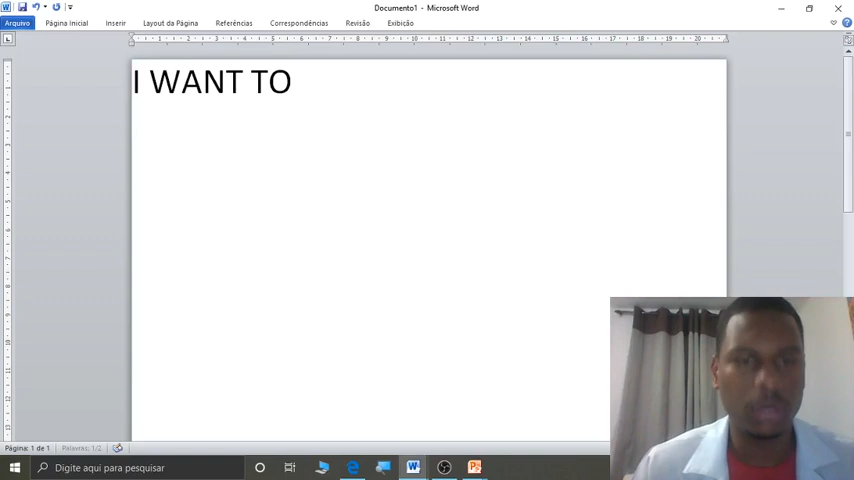 Documento1 - Microsoft Word
Arquivo Página Inicial Inserir Layout da Página Referências Correspondências Revisão Exibição
I WANT TO
Página: 1 de 1 Palavras: 1/2
Digite aqui para pesquisar